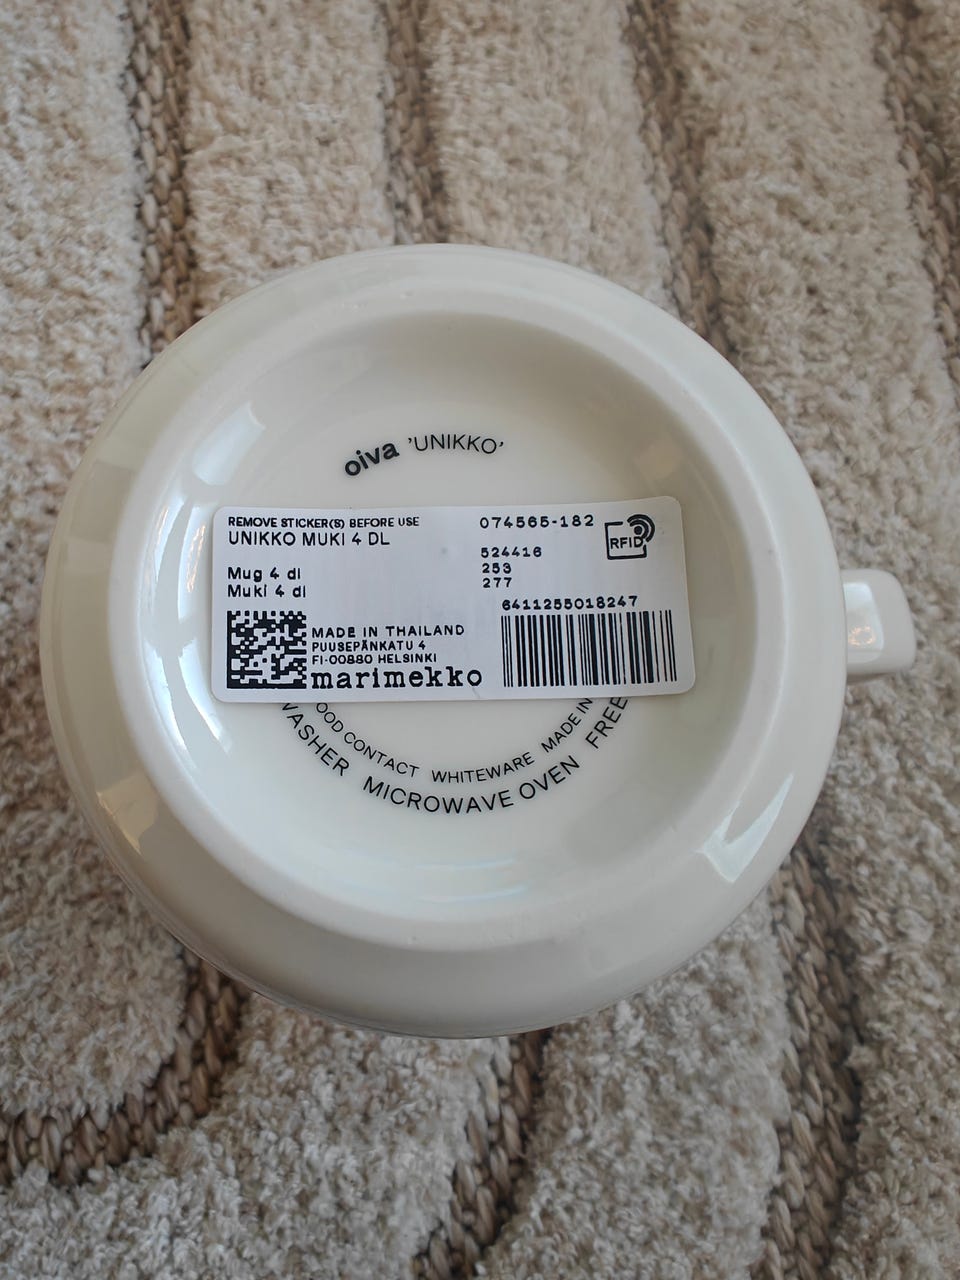 oiva 'UNIKKO'
REMOVE STICKER(S) BEFORE USE
UNIKKO MUKI 4 DL
Mug 4 dl
Muki 4 dl
074565-182
RFID
524416
253
277
6411255018247
MADE IN THAILAND
PUUSEPÄNKATU 4
FI-00880 HELSINKI
marimekko
OOD CONTACT WHITEWARE MADE IN
WASHER MICROWAVE OVEN FREE